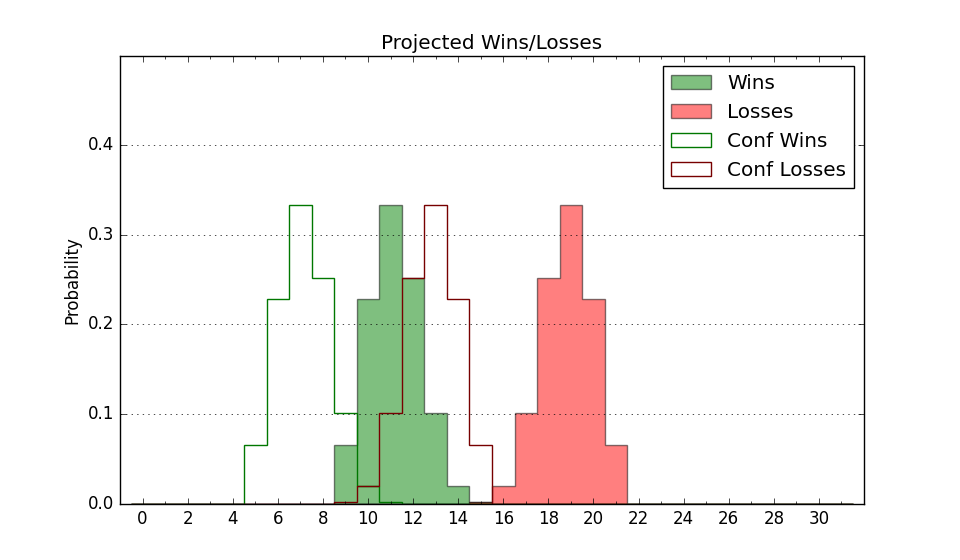 Projected Wins/Losses
Wins
Losses
Conf Wins
Conf Losses
Probability
0.4
0.3
0.2
0.1
0.0
0 2 4 6 8 10 12 14 16 18 20 22 24 26 28 30